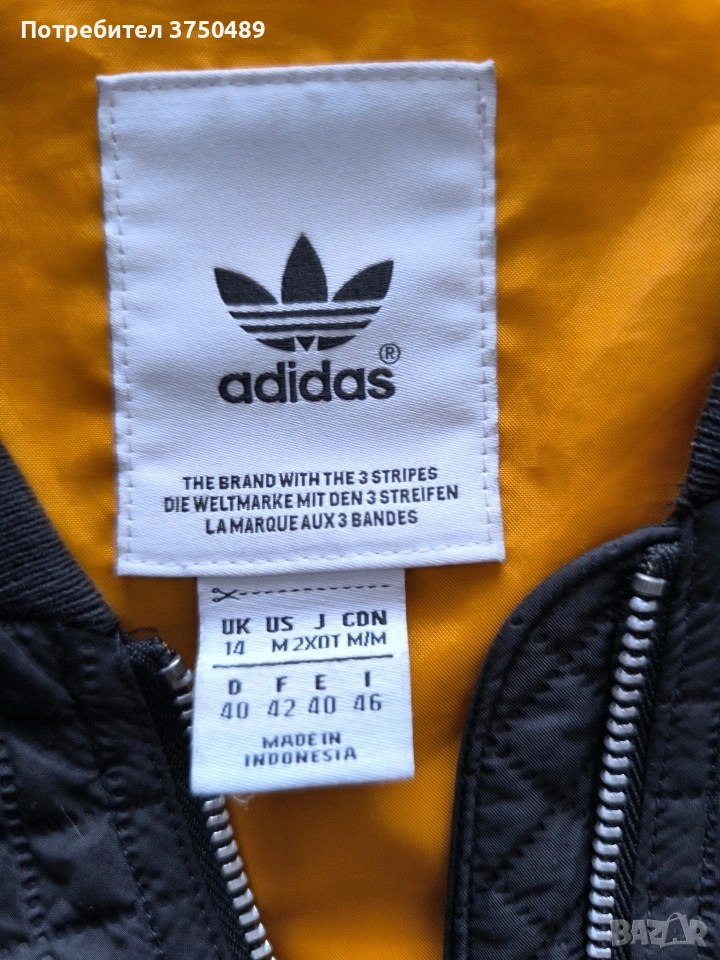 Потребител 3750489
adidas®
THE BRAND WITH THE 3 STRIPES
DIE WELTMARKE MIT DEN 3 STREIFEN
LA MARQUE AUX 3 BANDES
UK US J CDN
14 M 2XOT M/M
D F E I
40 42 40 46
MADE IN
INDONESIA
BAZAR